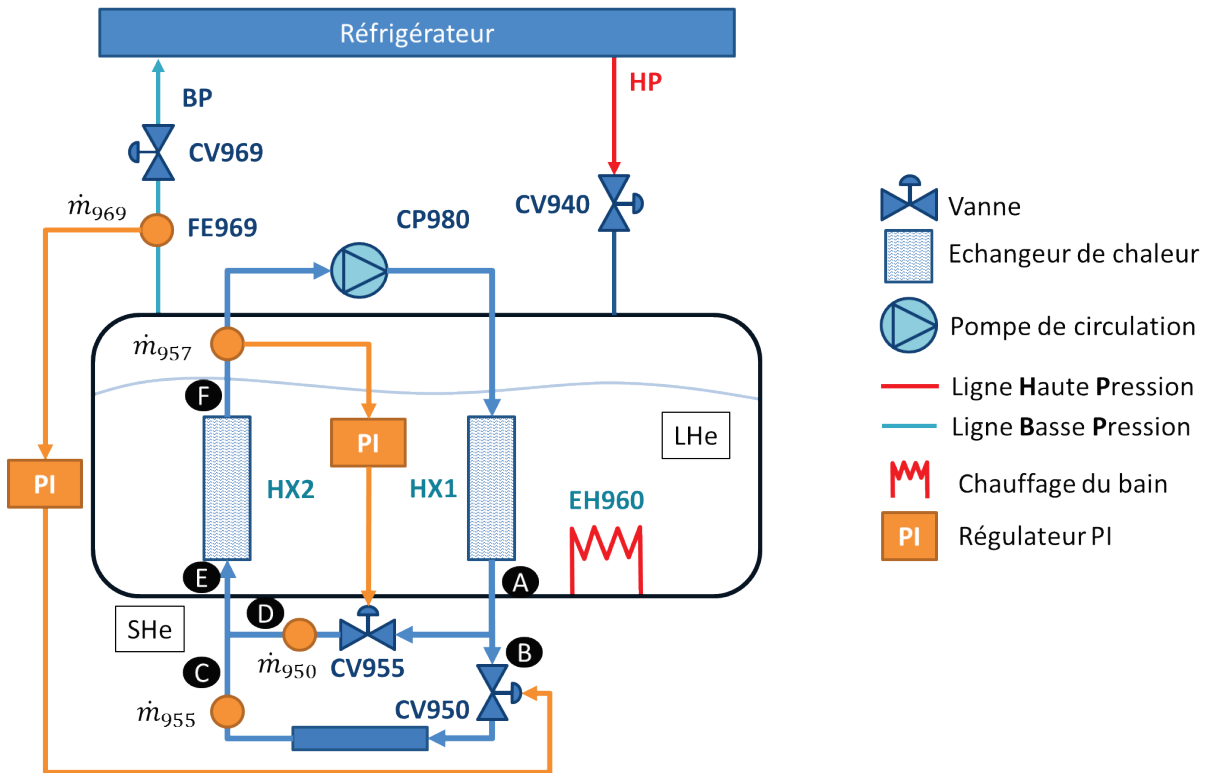 Réfrigérateur
BP
HP
CV969
ṁ969
FE969
CP980
CV940
ṁ957
F
PI
LHe
PI
HX2
HX1
EH960
E
A
D
SHe
B
ṁ950
CV955
C
CV950
ṁ955
Vanne
Echangeur de chaleur
Pompe de circulation
Ligne Haute Pression
Ligne Basse Pression
Chauffage du bain
PI Régulateur PI